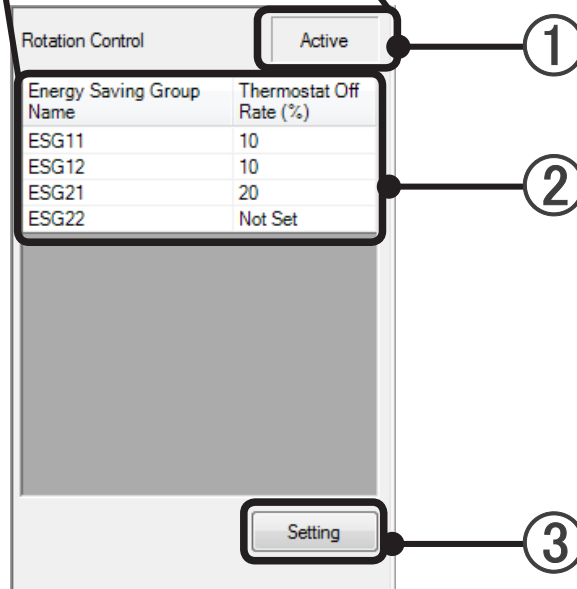 Rotation Control Active ①
Energy Saving Group Name Thermostat Off Rate (%)
ESG11 10
ESG12 10
ESG21 20 ②
ESG22 Not Set
Setting ③